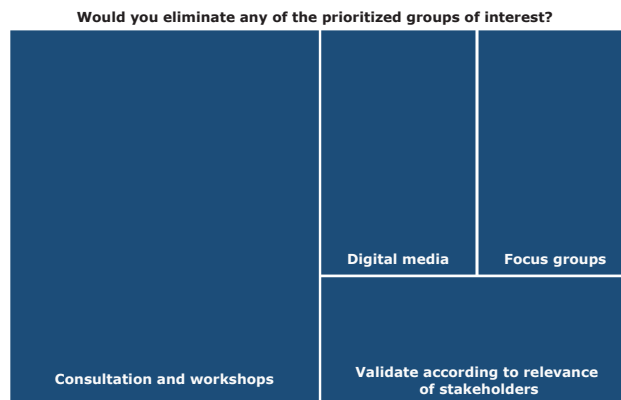 Would you eliminate any of the prioritized groups of interest?
Digital media
Focus groups
Consultation and workshops
Validate according to relevance
of stakeholders